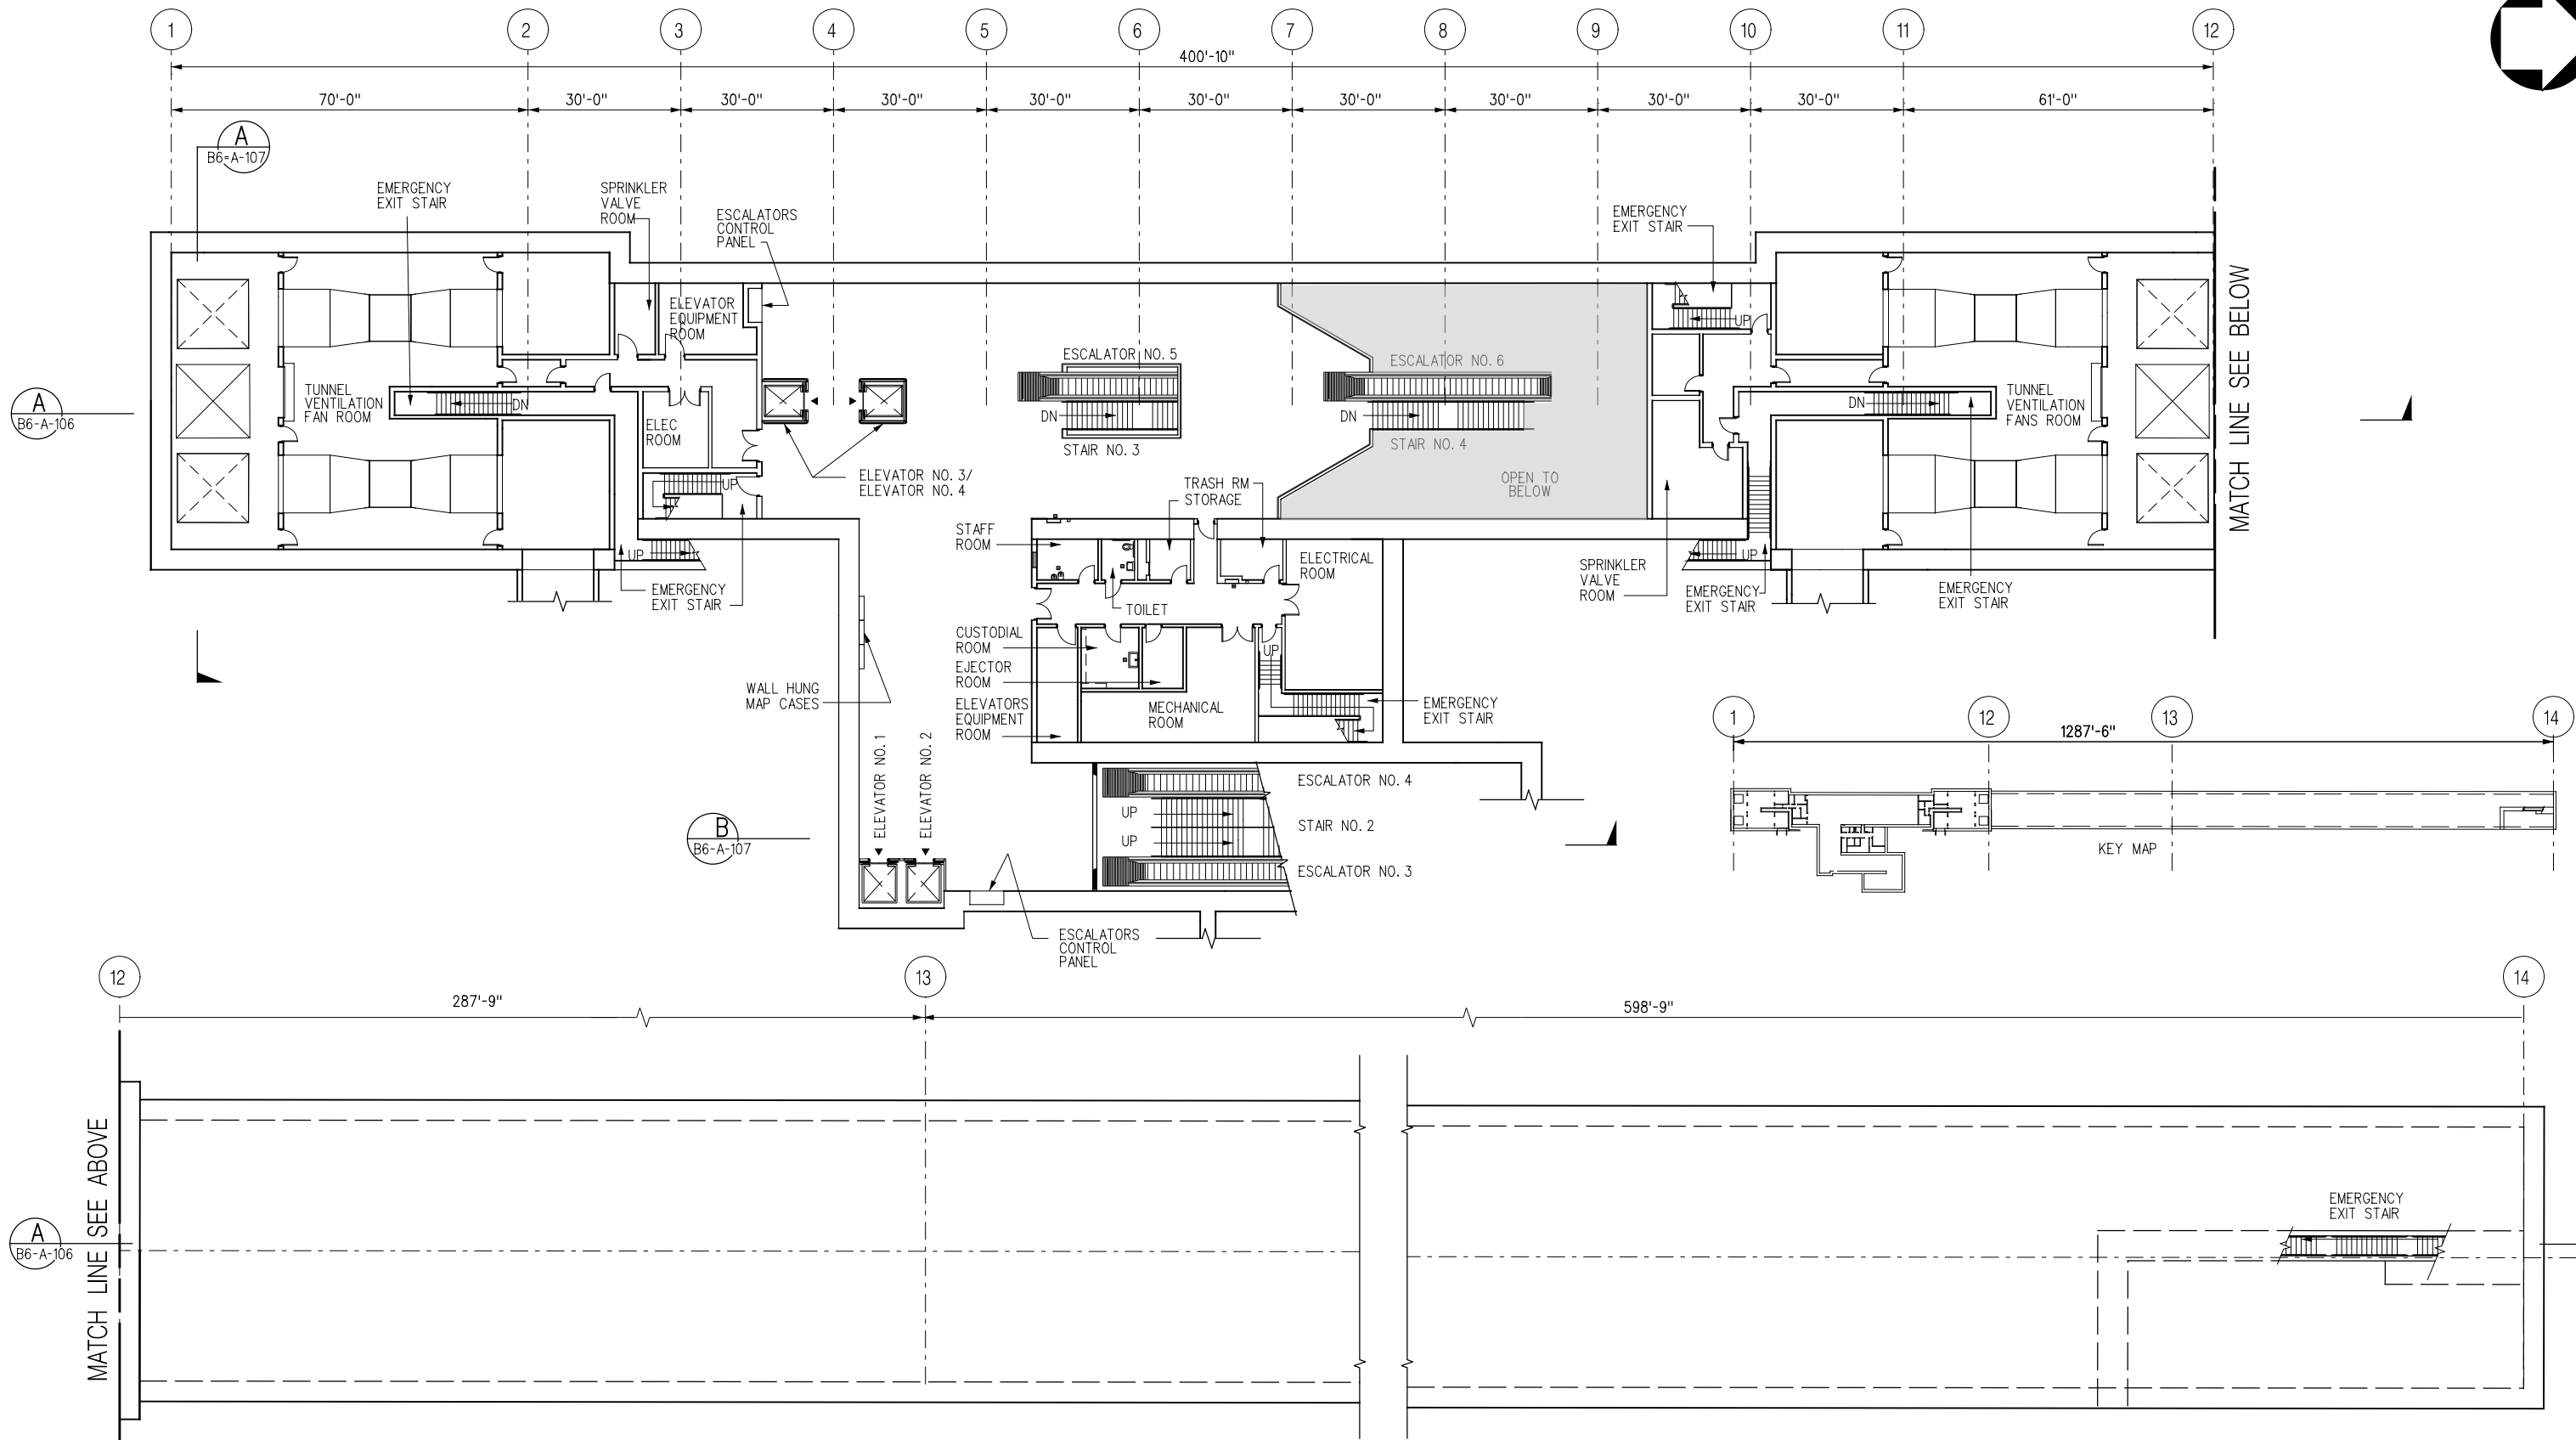 1 2 3 4 5 6 7 8 9 10 11 12
400'-10"
70'-0" 30'-0" 30'-0" 30'-0" 30'-0" 30'-0" 30'-0" 30'-0" 30'-0" 30'-0" 61'-0"
A
B6=A-107
EMERGENCY
EXIT STAIR
SPRINKLER
VALVE
ROOM
ESCALATORS
CONTROL
PANEL
EMERGENCY
EXIT STAIR
ELEVATOR
EQUIPMENT
ROOM
UP
ESCALATOR NO. 5
ESCALATOR NO. 6
A
B6-A-106
TUNNEL
VENTILATION
FAN ROOM
DN
ELEC
ROOM
DN
STAIR NO. 3
DN
STAIR NO. 4
DN
TUNNEL
VENTILATION
FANS ROOM
MATCH LINE SEE BELOW
UP
ELEVATOR NO. 3/
ELEVATOR NO. 4
TRASH RM
STORAGE
OPEN TO
BELOW
STAFF
ROOM
UP
ELECTRICAL
ROOM
UP
EMERGENCY
EXIT STAIR
TOILET
SPRINKLER
VALVE
ROOM
EMERGENCY
EXIT STAIR
EMERGENCY
EXIT STAIR
CUSTODIAL
ROOM
UP
EJECTOR
ROOM
WALL HUNG
MAP CASES
ELEVATORS
EQUIPMENT
ROOM
MECHANICAL
ROOM
EMERGENCY
EXIT STAIR
1 12 13 14
1287'-6"
KEY MAP
ELEVATOR NO. 1
ELEVATOR NO. 2
ESCALATOR NO. 4
UP
STAIR NO. 2
UP
ESCALATOR NO. 3
B
B6-A-107
ESCALATORS
CONTROL
PANEL
12 13 14
287'-9" 598'-9"
MATCH LINE SEE ABOVE
A
B6-A-106
EMERGENCY
EXIT STAIR